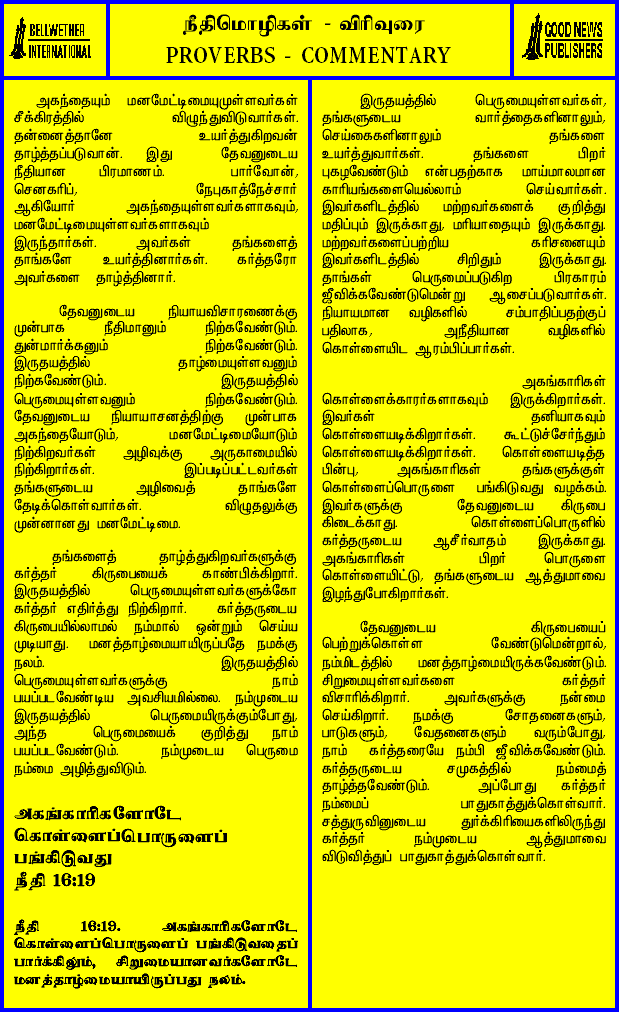 BELLWETHER
INTERNATIONAL
நீதிமொழிகள் - விரிவுரை
PROVERBS - COMMENTARY
GOOD NEWS
PUBLISHERS
அகந்தையும் மனமேட்டிமையுமுள்ளவர்கள்
சீக்கிரத்தில் விழுந்துவிடுவார்கள்.
தன்னைத்தானே உயர்த்துகிறவன்
தாழ்த்தப்படுவான். இது தேவனுடைய
நீதியான பிரமாணம். பார்வோன்,
செனகரிப், நேபுகாத்நேச்சார்
ஆகியோர் அகந்தையுள்ளவர்களாகவும்,
மனமேட்டிமையுள்ளவர்களாகவும்
இருந்தார்கள். அவர்கள் தங்களைத்
தாங்களே உயர்த்தினார்கள். கர்த்தரோ
அவர்களை தாழ்த்தினார்.
தேவனுடைய நியாயவிசாரணைக்கு
முன்பாக நீதிமானும் நிற்கவேண்டும்.
துன்மார்க்கனும் நிற்கவேண்டும்.
இருதயத்தில் தாழ்மையுள்ளவனும்
நிற்கவேண்டும். இருதயத்தில்
பெருமையுள்ளவனும் நிற்கவேண்டும்.
தேவனுடைய நியாயாசனத்திற்கு முன்பாக
அகந்தையோடும், மனமேட்டிமையோடும்
நிற்கிறவர்கள் அழிவுக்கு அருகாமையில்
நிற்கிறார்கள். இப்படிப்பட்டவர்கள்
தங்களுடைய அழிவைத் தாங்களே
தேடிக்கொள்வார்கள். விழுதலுக்கு
முன்னானது மனமேட்டிமை.
தங்களைத் தாழ்த்துகிறவர்களுக்கு
கர்த்தர் கிருபையைக் காண்பிக்கிறார்.
இருதயத்தில் பெருமையுள்ளவர்களுக்கோ
கர்த்தர் எதிர்த்து நிற்கிறார். கர்த்தருடைய
கிருபையில்லாமல் நம்மால் ஒன்றும் செய்ய
முடியாது. மனத்தாழ்மையாயிருப்பதே நமக்கு
நலம். இருதயத்தில்
பெருமையுள்ளவர்களுக்கு நாம்
பயப்படவேண்டிய அவசியமில்லை. நம்முடைய
இருதயத்தில் பெருமையிருக்கும்போது,
அந்த பெருமையைக் குறித்து நாம்
பயப்படவேண்டும். நம்முடைய பெருமை
நம்மை அழித்துவிடும்.
அகங்காரிகளோடே
கொள்ளைப்பொருளைப்
பங்கிடுவது
நீதி 16:19
நீதி 16:19. அகங்காரிகளோடே
கொள்ளைப்பொருளைப் பங்கிடுவதைப்
பார்க்கிலும், சிறுமையானவர்களோடே
மனத்தாழ்மையாயிருப்பது நலம்.
இருதயத்தில் பெருமையுள்ளவர்கள்,
தங்களுடைய வார்த்தைகளினாலும்,
செய்கைகளினாலும் தங்களை
உயர்த்துவார்கள். தங்களை பிறர்
புகழவேண்டும் என்பதற்காக மாய்மாலமான
காரியங்களையெல்லாம் செய்வார்கள்.
இவர்களிடத்தில் மற்றவர்களைக் குறித்து
மதிப்பும் இருக்காது, மரியாதையும் இருக்காது.
மற்றவர்களைப்பற்றிய கரிசனையும்
இவர்களிடத்தில் சிறிதும் இருக்காது.
தாங்கள் பெருமைப்படுகிற பிரகாரம்
ஜீவிக்கவேண்டுமென்று ஆசைப்படுவார்கள்.
நியாயமான வழிகளில் சம்பாதிப்பதற்குப்
பதிலாக, அநீதியான வழிகளில்
கொள்ளையிட ஆரம்பிப்பார்கள்.
அகங்காரிகள்
கொள்ளைக்காரர்களாகவும் இருக்கிறார்கள்.
இவர்கள் தனியாகவும்
கொள்ளையடிக்கிறார்கள். கூட்டுச்சேர்ந்தும்
கொள்ளையடிக்கிறார்கள். கொள்ளையடித்த
பின்பு, அகங்காரிகள் தங்களுக்குள்
கொள்ளைப்பொருளை பங்கிடுவது வழக்கம்.
இவர்களுக்கு தேவனுடைய கிருபை
கிடைக்காது. கொள்ளைப்பொருளில்
கர்த்தருடைய ஆசீர்வாதம் இருக்காது.
அகங்காரிகள் பிறர் பொருளை
கொள்ளையிட்டு, தங்களுடைய ஆத்துமாவை
இழந்துபோகிறார்கள்.
தேவனுடைய கிருபையைப்
பெற்றுக்கொள்ள வேண்டுமென்றால்,
நம்மிடத்தில் மனத்தாழ்மையிருக்கவேண்டும்.
சிறுமையுள்ளவர்களை கர்த்தர்
விசாரிக்கிறார். அவர்களுக்கு நன்மை
செய்கிறார். நமக்கு சோதனைகளும்,
பாடுகளும், வேதனைகளும் வரும்போது,
நாம் கர்த்தரையே நம்பி ஜீவிக்கவேண்டும்.
கர்த்தருடைய சமுகத்தில் நம்மைத்
தாழ்த்தவேண்டும். அப்போது கர்த்தர்
நம்மைப் பாதுகாத்துக்கொள்வார்.
சத்துருவினுடைய துர்க்கிரியைகளிலிருந்து
கர்த்தர் நம்முடைய ஆத்துமாவை
விடுவித்துப் பாதுகாத்துக்கொள்வார்.